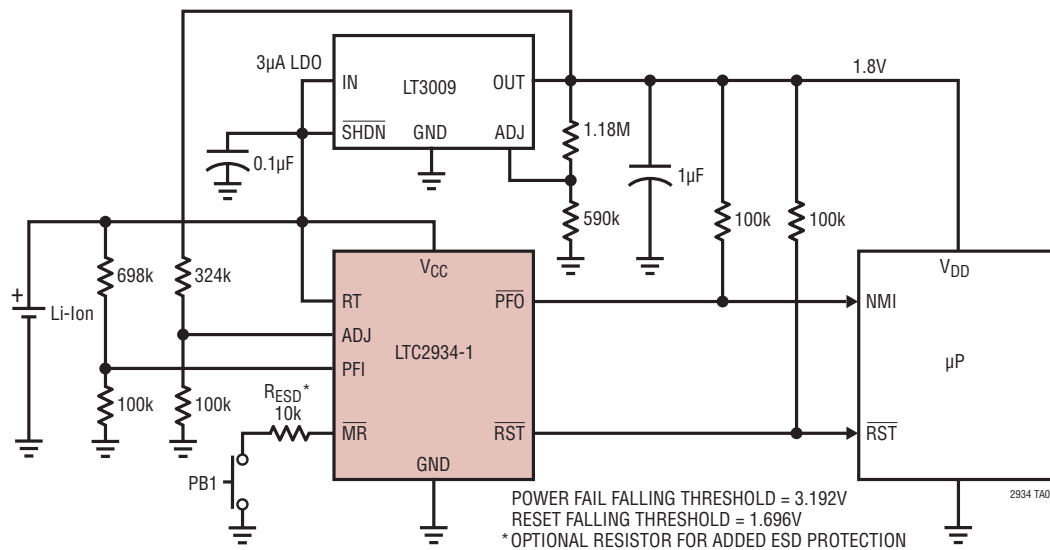 3µA LDO
IN
LT3009
OUT
1.8V
SHDN
GND
ADJ
1.18M
0.1µF
1µF
590k
100k
100k
698k
324k
VCC
VDD
+
Li-Ion
RT
PFO
NMI
ADJ
LTC2934-1
µP
PFI
RESD*
10k
100k
100k
MR
RST
RST
GND
PB1
2934 TA0
POWER FAIL FALLING THRESHOLD = 3.192V
RESET FALLING THRESHOLD = 1.696V
*OPTIONAL RESISTOR FOR ADDED ESD PROTECTION